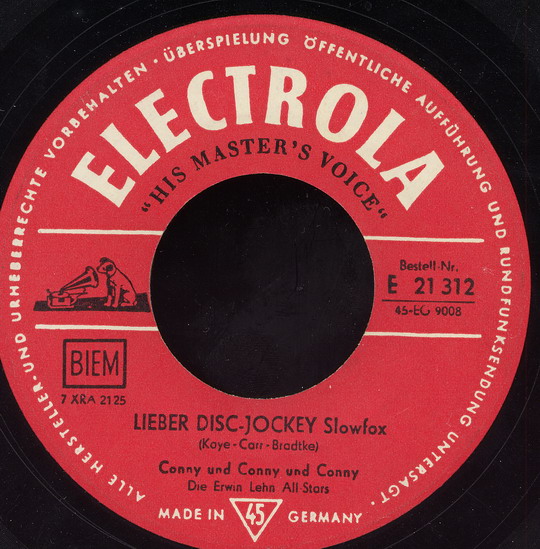 ALLE HERSTELLER-UND URHEBERRECHTE VORBEHALTEN · ÜBERSPIELUNG ÖFFENTLICHE AUFFÜHRUNG UND RUNDFUNKSENDUNG UNTERSAGT ·
ELECTROLA
"HIS MASTER'S VOICE"
Bestell-Nr.
E 21 312
45-EG 9008
BIEM
7 XRA 2125
LIEBER DISC-JOCKEY Slowfox
(Kaye-Carr-Bradtke)
Conny und Conny und Conny
Die Erwin Lehn All-Stars
MADE IN 45 GERMANY